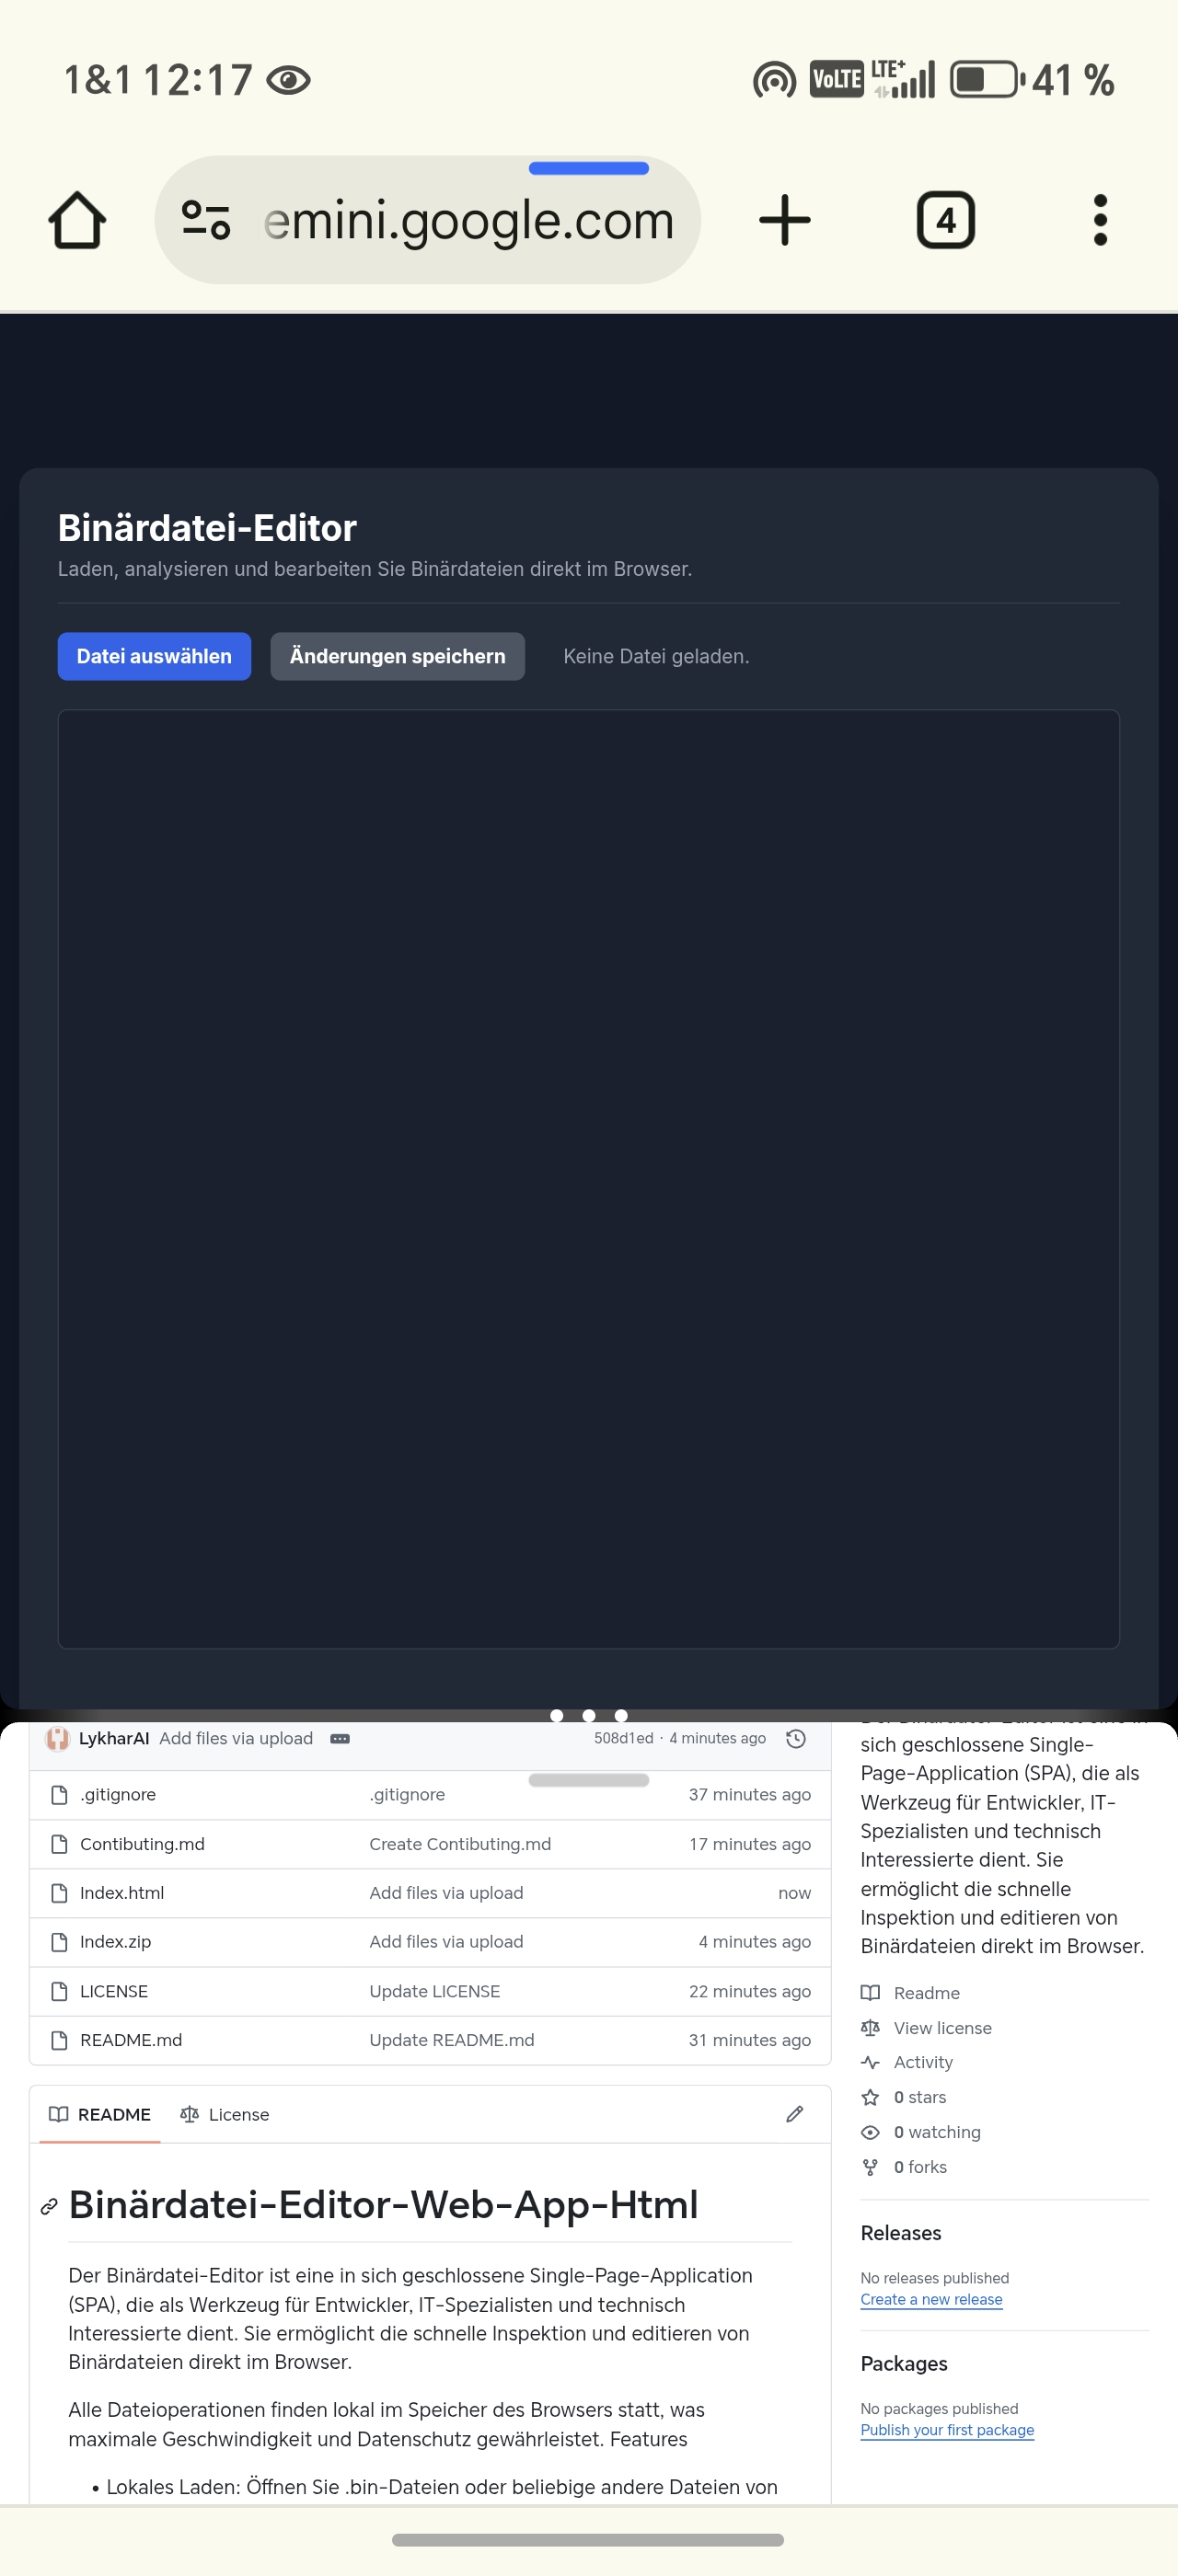 1&1 12:17
VoLTE LTE+ 41 %
emini.google.com
4
Binärdatei-Editor
Laden, analysieren und bearbeiten Sie Binärdateien direkt im Browser.
Datei auswählen Änderungen speichern Keine Datei geladen.
LykharAI Add files via upload 508d1ed · 4 minutes ago
.gitignore .gitignore 37 minutes ago
Contibuting.md Create Contibuting.md 17 minutes ago
Index.html Add files via upload now
Index.zip Add files via upload 4 minutes ago
LICENSE Update LICENSE 22 minutes ago
README.md Update README.md 31 minutes ago
README License
Binärdatei-Editor-Web-App-Html
Der Binärdatei-Editor ist eine in sich geschlossene Single-Page-Application
(SPA), die als Werkzeug für Entwickler, IT-Spezialisten und technisch
Interessierte dient. Sie ermöglicht die schnelle Inspektion und editieren von
Binärdateien direkt im Browser.
Alle Dateioperationen finden lokal im Speicher des Browsers statt, was
maximale Geschwindigkeit und Datenschutz gewährleistet. Features
• Lokales Laden: Öffnen Sie .bin-Dateien oder beliebige andere Dateien von
sich geschlossene Single-
Page-Application (SPA), die als
Werkzeug für Entwickler, IT-
Spezialisten und technisch
Interessierte dient. Sie
ermöglicht die schnelle
Inspektion und editieren von
Binärdateien direkt im Browser.
Readme
View license
Activity
0 stars
0 watching
0 forks
Releases
No releases published
Create a new release
Packages
No packages published
Publish your first package